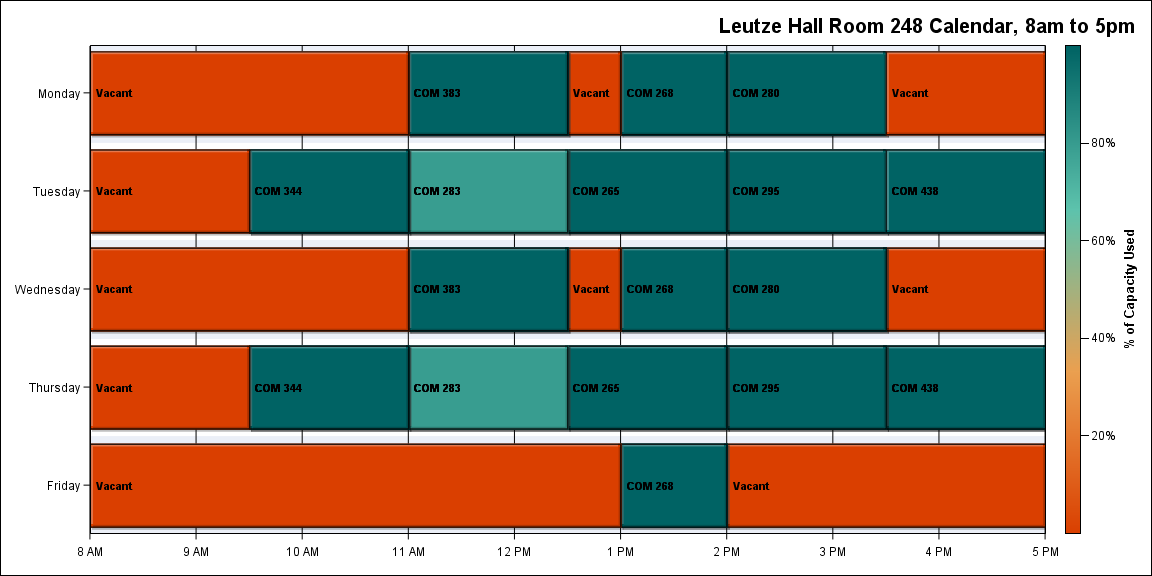 Leutze Hall Room 248 Calendar, 8am to 5pm
Monday
Vacant
COM 383
Vacant
COM 268
COM 280
Vacant
Tuesday
Vacant
COM 344
COM 283
COM 265
COM 295
COM 438
Wednesday
Vacant
COM 383
Vacant
COM 268
COM 280
Vacant
Thursday
Vacant
COM 344
COM 283
COM 265
COM 295
COM 438
Friday
Vacant
COM 268
Vacant
8 AM
9 AM
10 AM
11 AM
12 PM
1 PM
2 PM
3 PM
4 PM
5 PM
80%
60%
40%
20%
% of Capacity Used